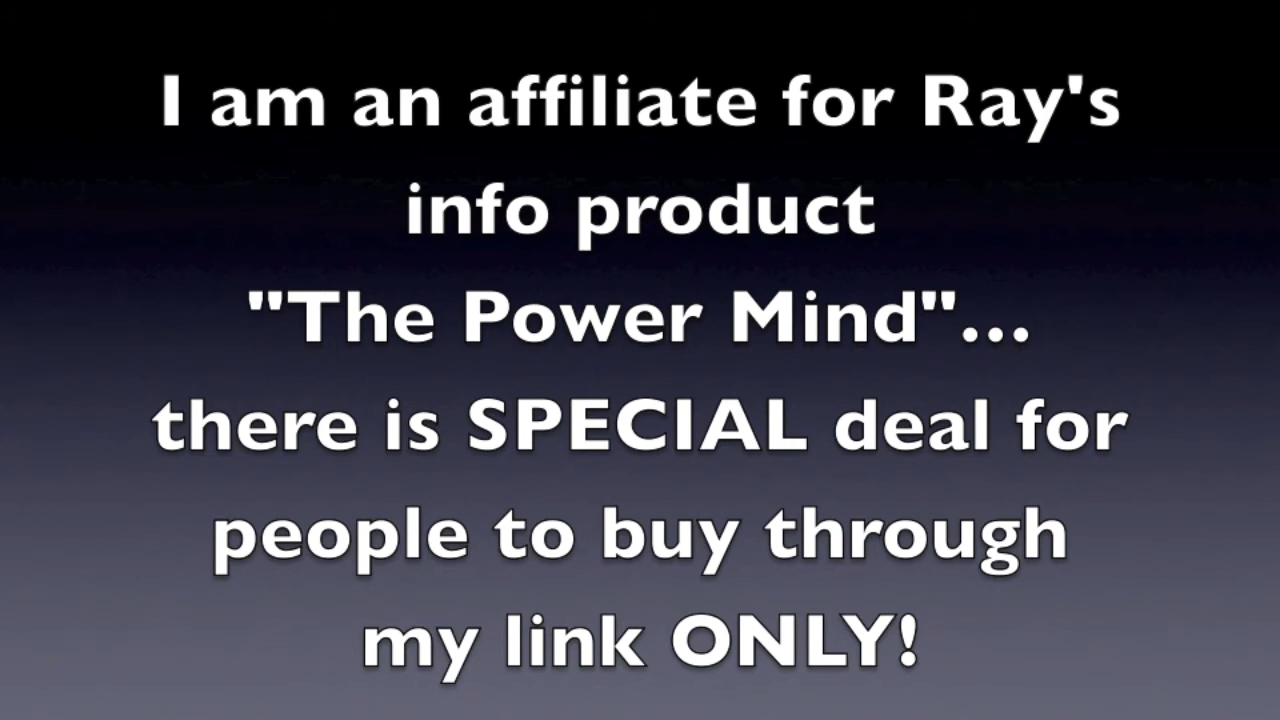 I am an affiliate for Ray's
info product
"The Power Mind"...
there is SPECIAL deal for
people to buy through
my link ONLY!